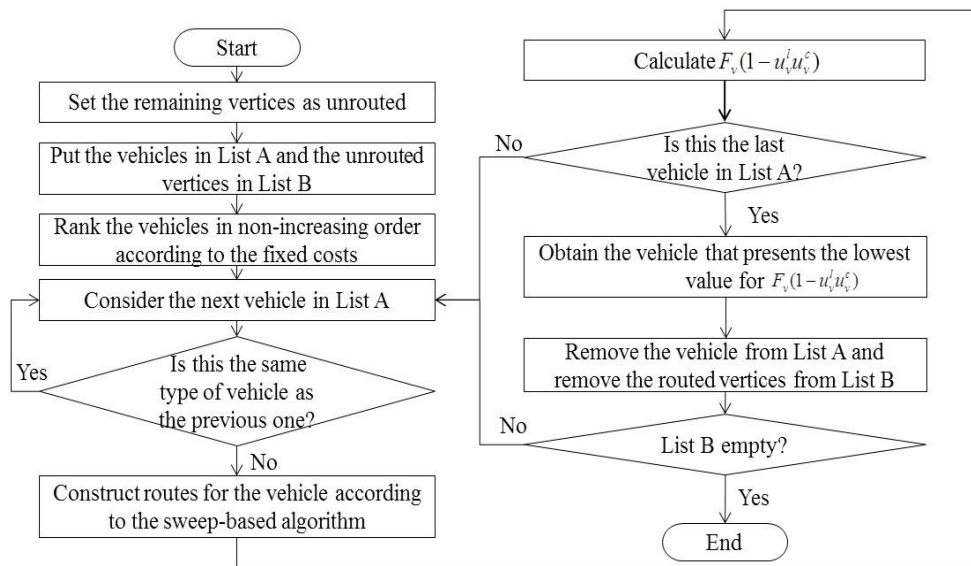 Start
Set the remaining vertices as unrouted
Put the vehicles in List A and the unrouted
vertices in List B
Rank the vehicles in non-increasing order
according to the fixed costs
Consider the next vehicle in List A
Is this the same
type of vehicle as
the previous one?
Yes
No
Construct routes for the vehicle according
to the sweep-based algorithm
Calculate F_v(1 − u_v^l u_v^c)
Is this the last
vehicle in List A?
No
Yes
Obtain the vehicle that presents the lowest
value for F_v(1 − u_v^l u_v^c)
Remove the vehicle from List A and
remove the routed vertices from List B
List B empty?
No
Yes
End